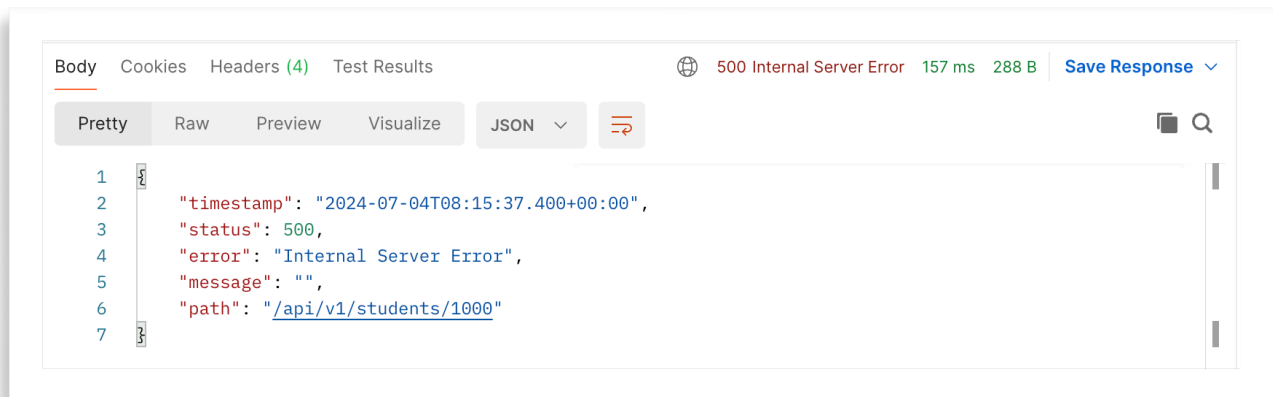 Body Cookies Headers (4) Test Results 500 Internal Server Error 157 ms 288 B Save Response
Pretty Raw Preview Visualize JSON
1 {
2 "timestamp": "2024-07-04T08:15:37.400+00:00",
3 "status": 500,
4 "error": "Internal Server Error",
5 "message": "",
6 "path": "/api/v1/students/1000"
7 }